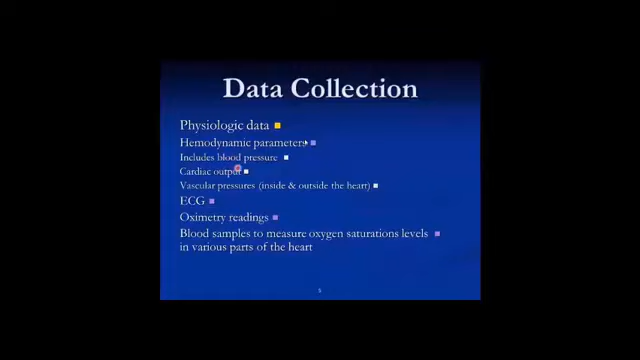 Data Collection
Physiologic data
Hemodynamic parameters
Includes blood pressure
Cardiac output
Vascular pressures (inside & outside the heart)
ECG
Oximetry readings
Blood samples to measure oxygen saturations levels
in various parts of the heart
3